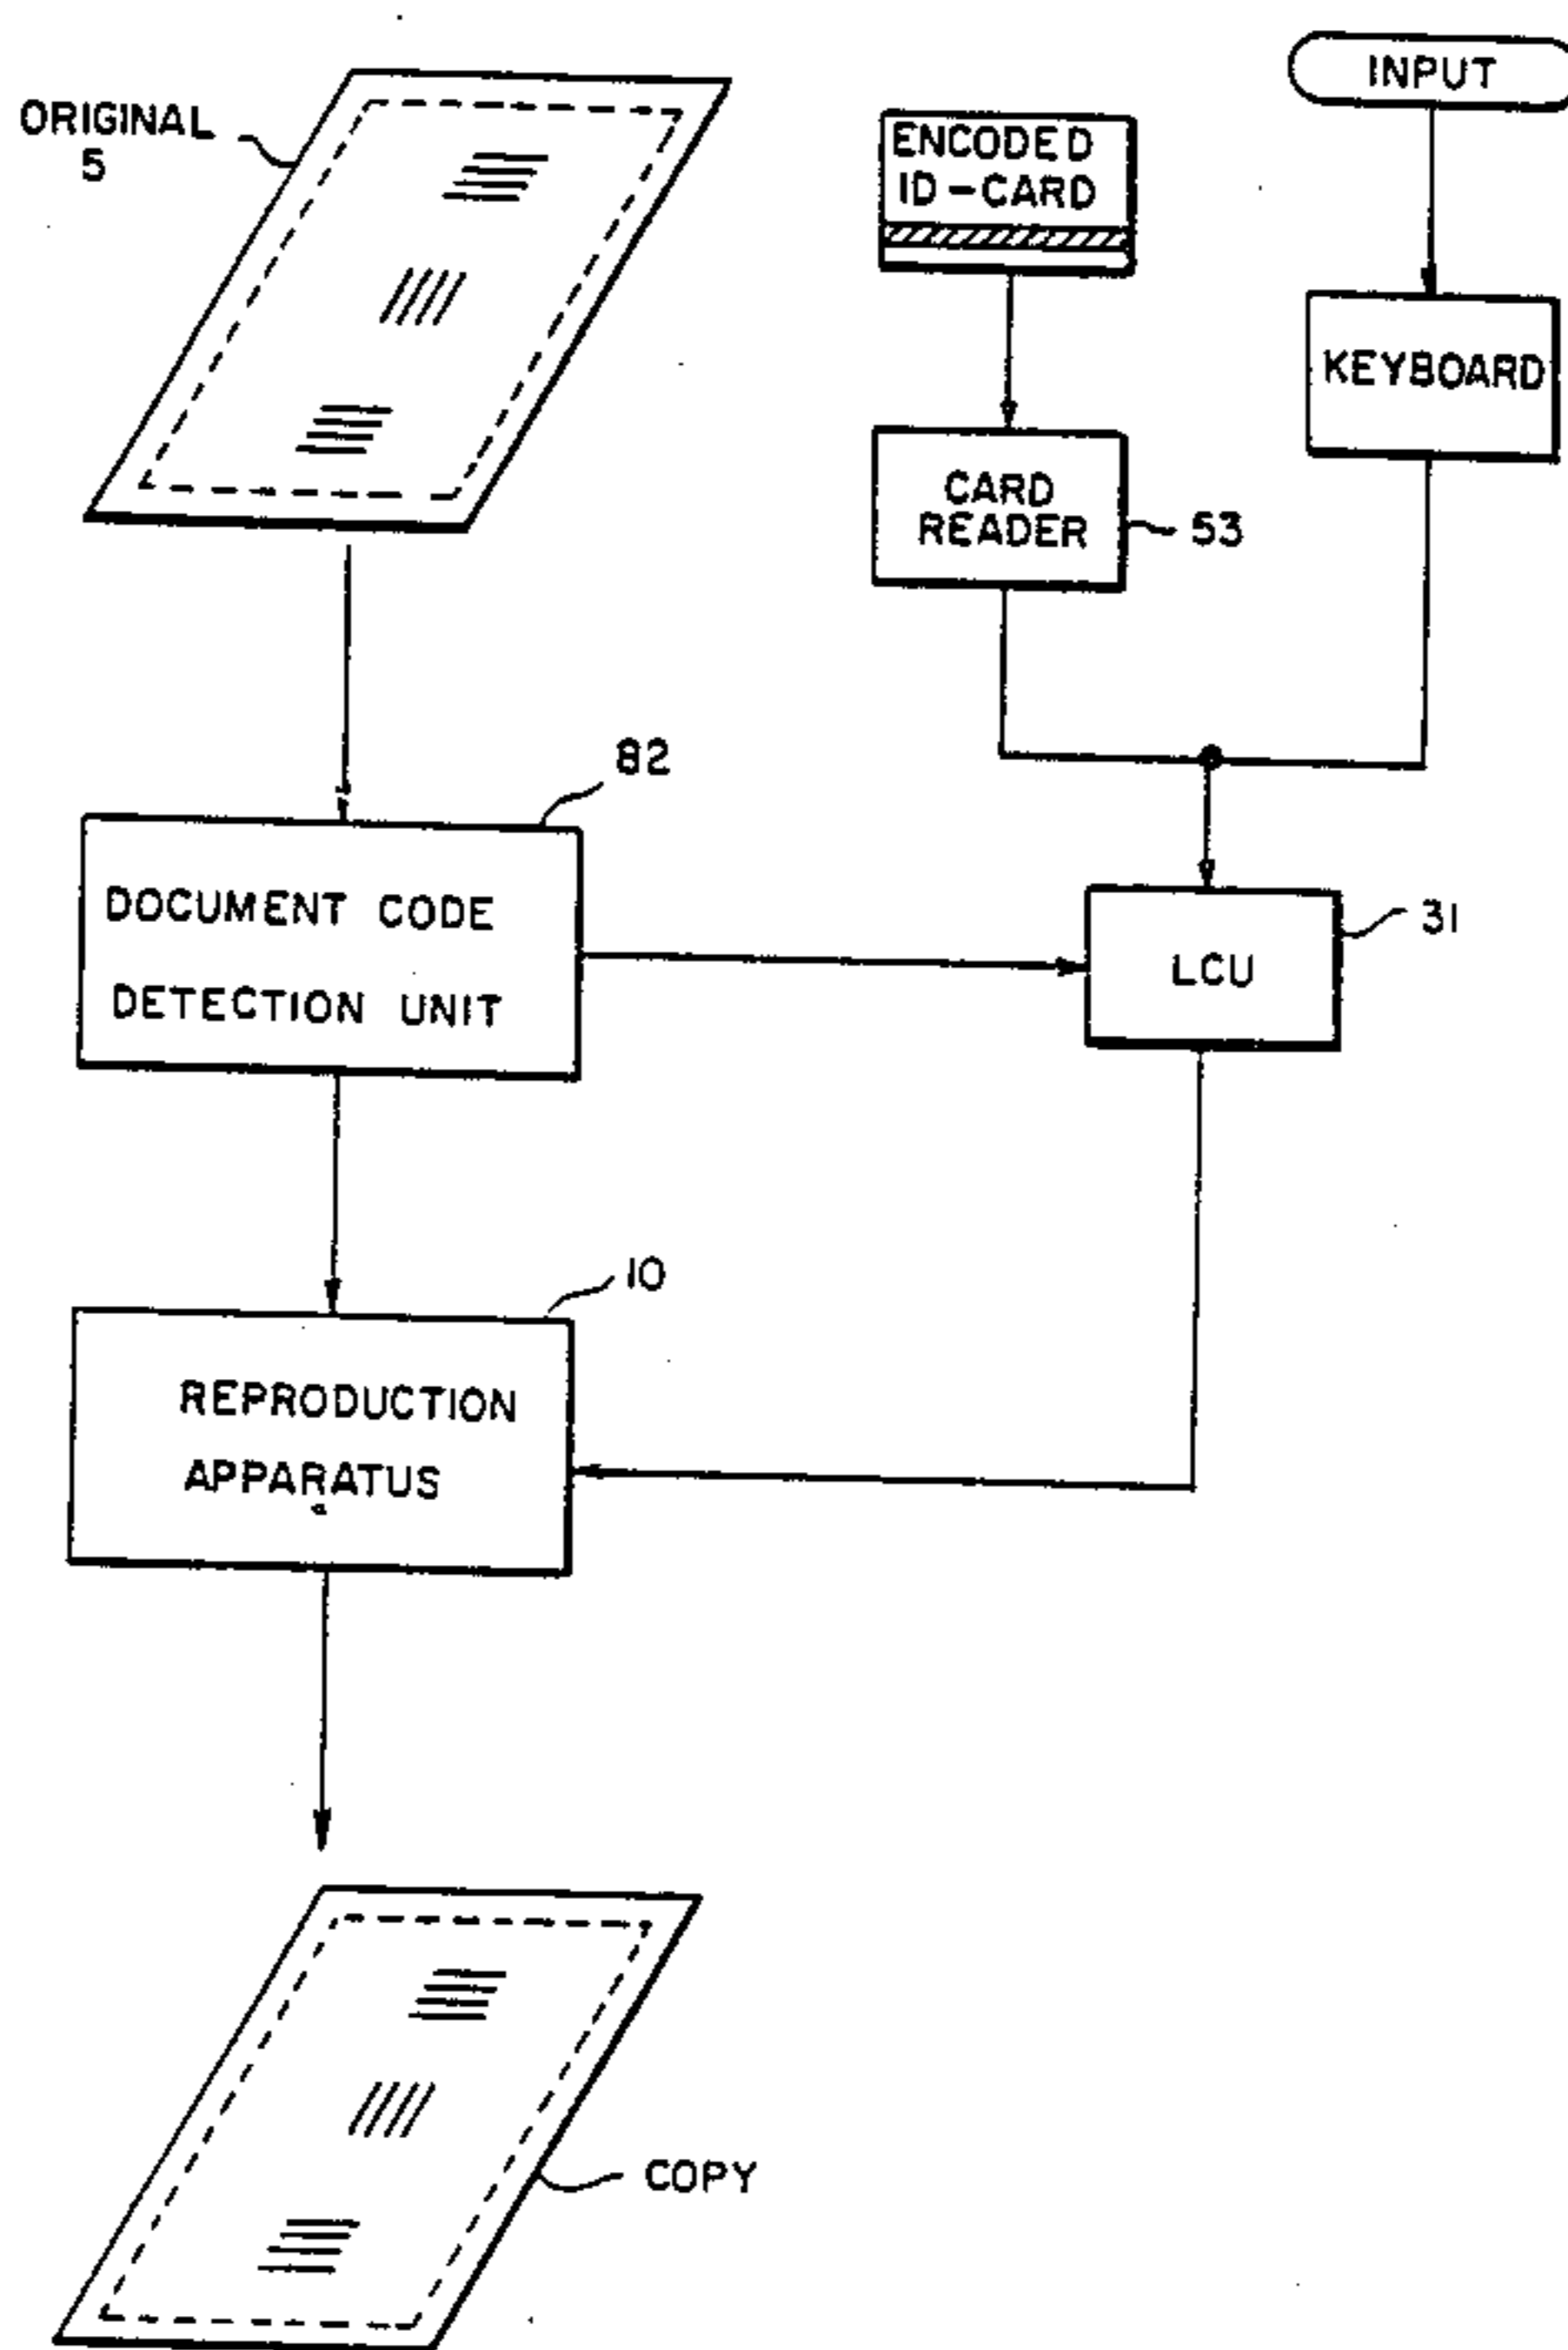 INPUT
ORIGINAL
5
ENCODED
ID-CARD
KEYBOARD
CARD
READER
53
82
DOCUMENT CODE
DETECTION UNIT
31
LCU
10
REPRODUCTION
APPARATUS
COPY